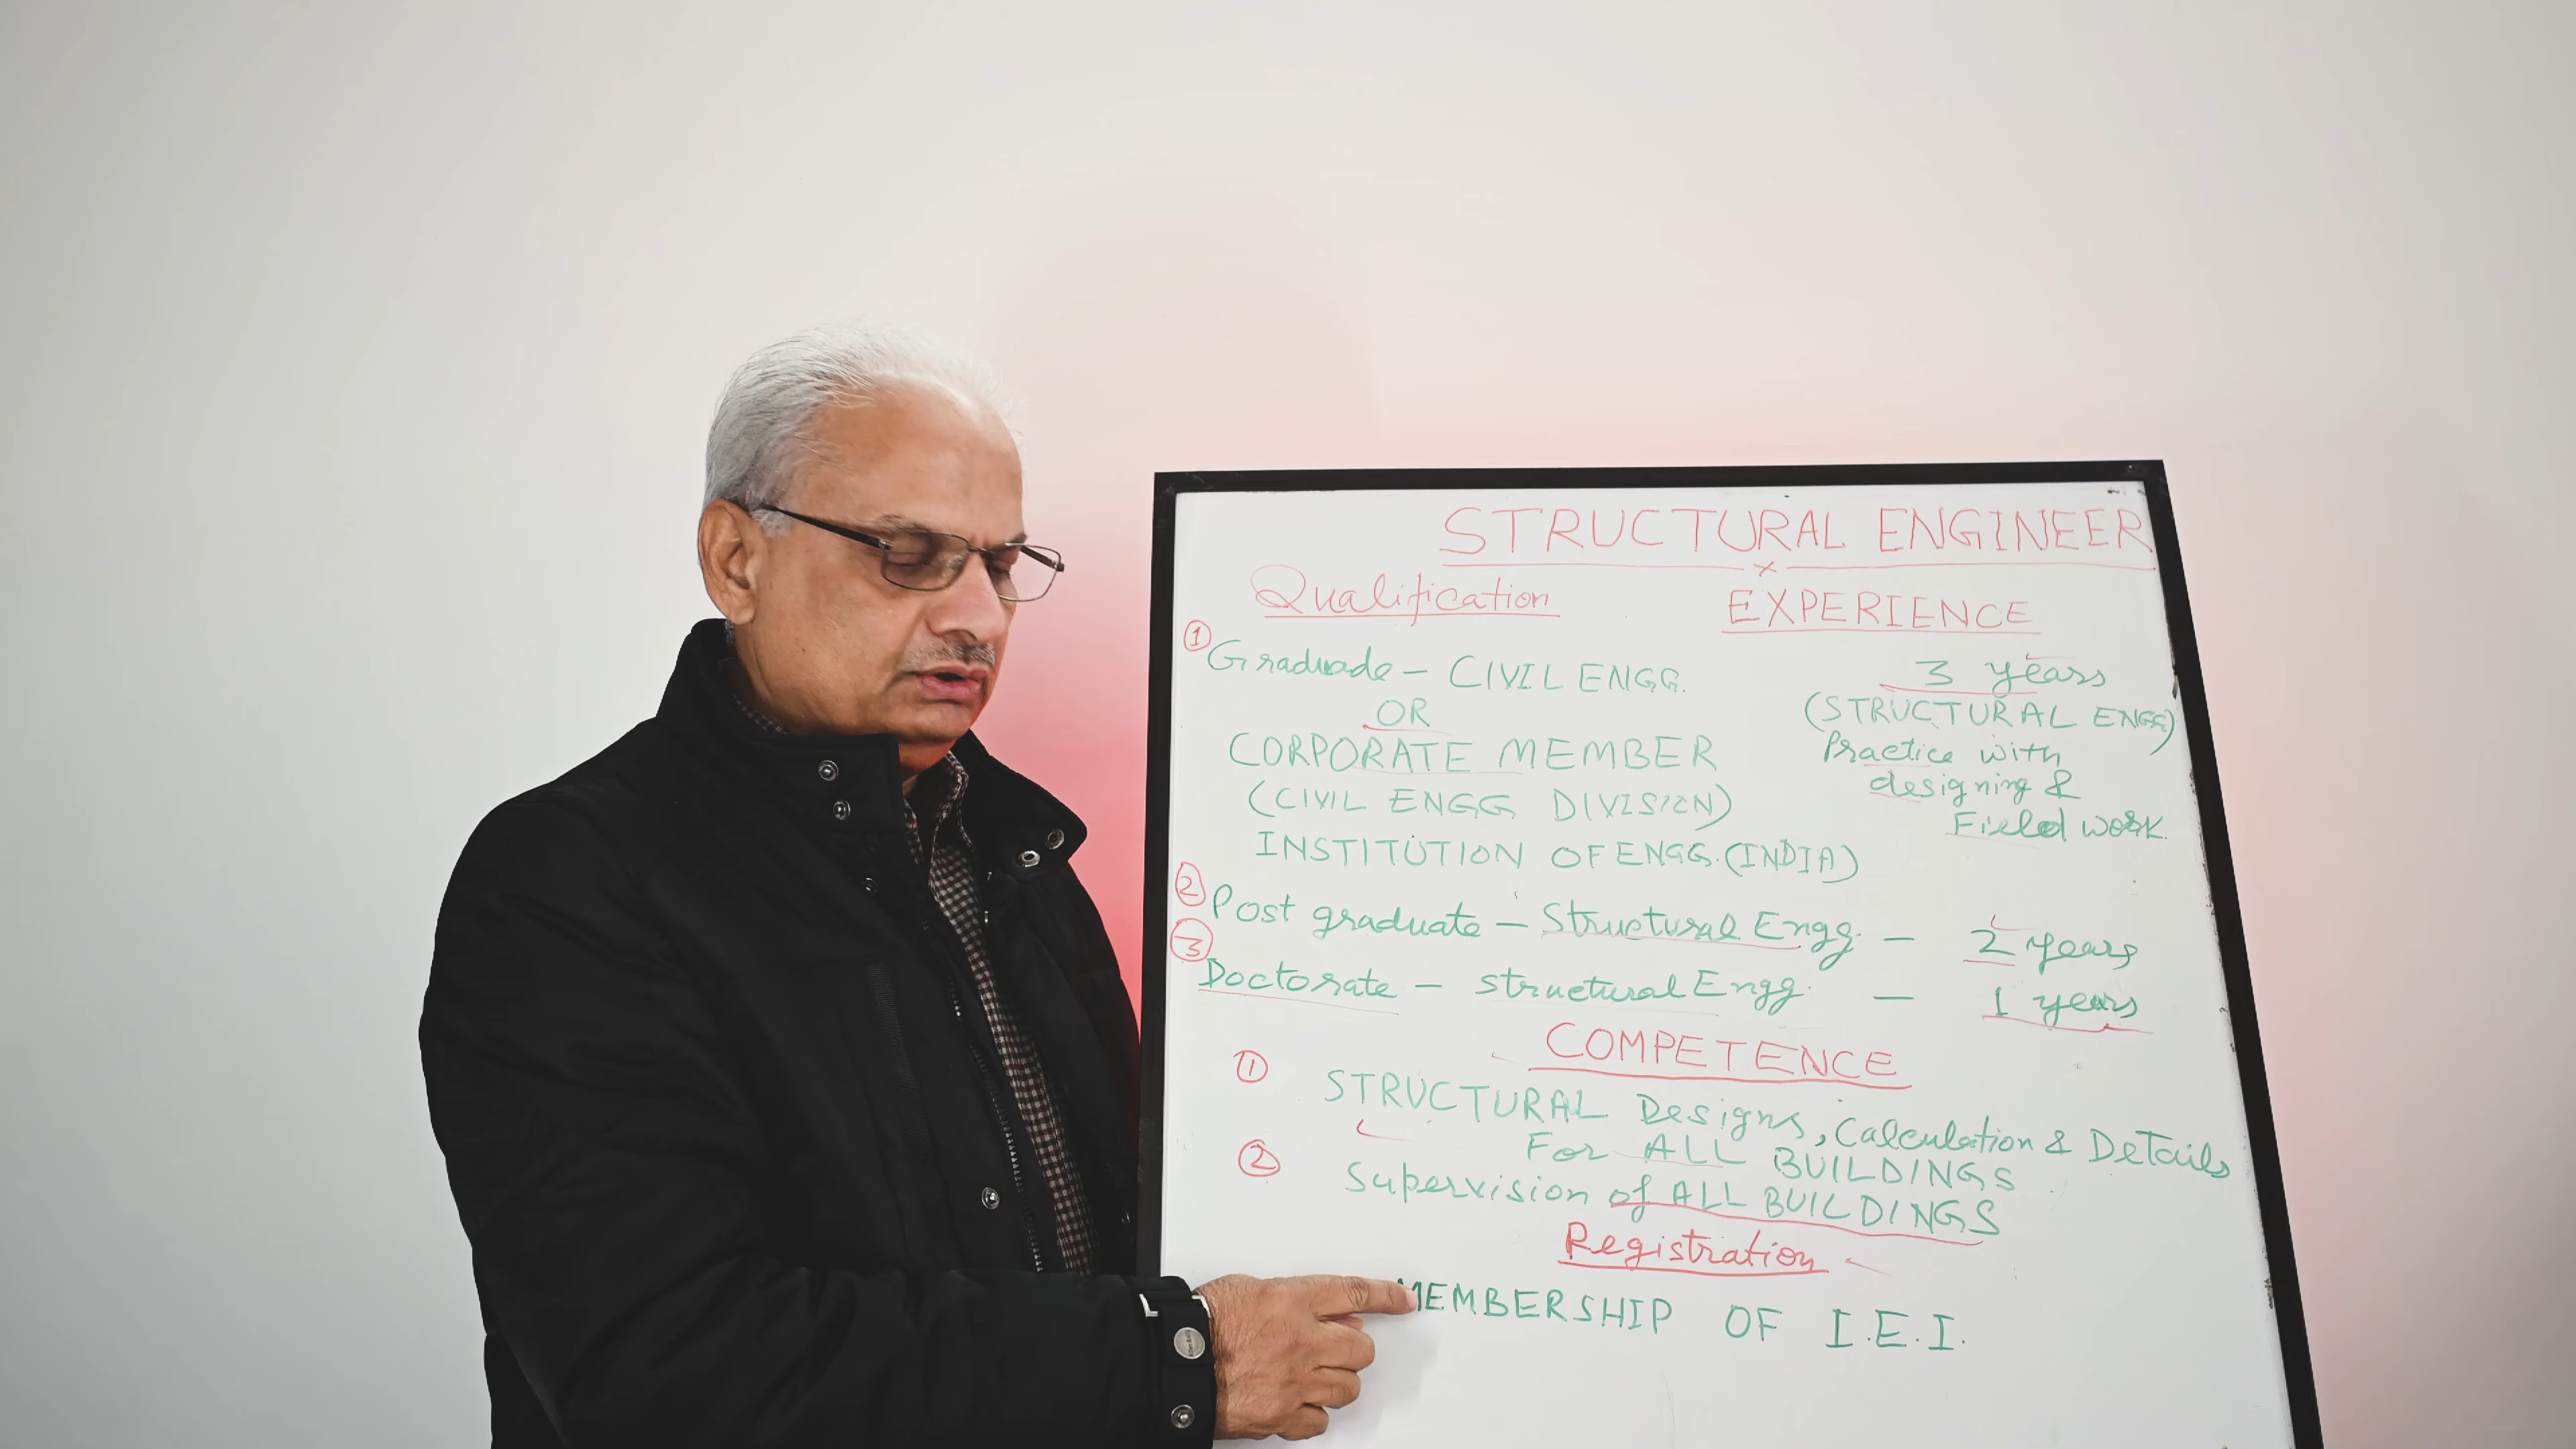 STRUCTURAL ENGINEER
x
Qualification EXPERIENCE
① Graduade - CIVIL ENGG. 3 years
OR (STRUCTURAL ENGG)
CORPORATE MEMBER Practice with
(CIVIL ENGG DIVISION) designing &
INSTITUTION OF ENGG. (INDIA) Field work.
② Post graduate - Structural Engg. - 2 years
③ Doctorate - structural Engg. - 1 years
COMPETENCE
① STRUCTURAL Designs, Calculation & Details
For ALL BUILDINGS
② Supervision of ALL BUILDINGS
Registration
MEMBERSHIP OF I.E.I.